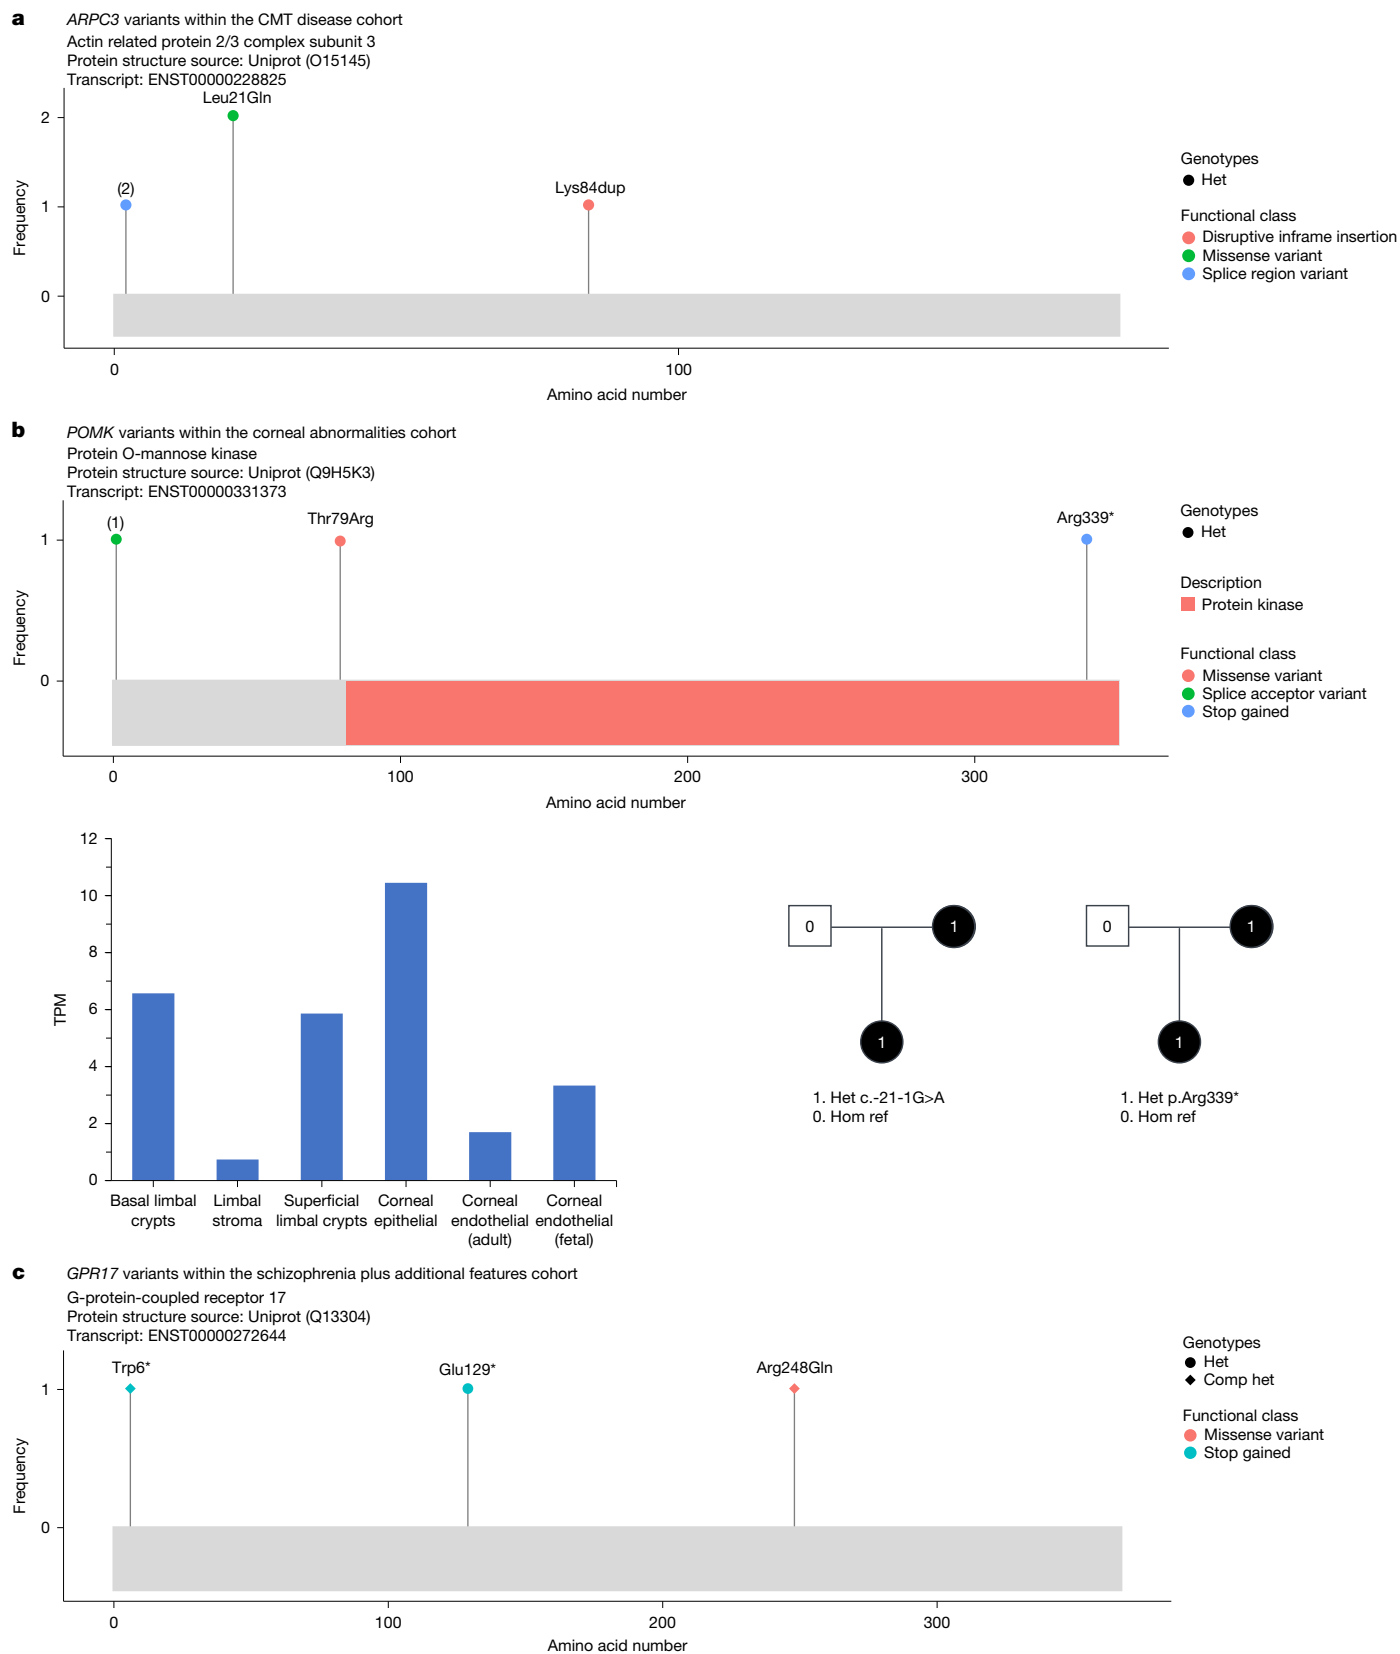 a
ARPC3 variants within the CMT disease cohort
Actin related protein 2/3 complex subunit 3
Protein structure source: Uniprot (O15145)
Transcript: ENST00000228825
Leu21Gln
(2)
Lys84dup
2
1
0
Frequency
0
100
Amino acid number
Genotypes
Het
Functional class
Disruptive inframe insertion
Missense variant
Splice region variant
b
POMK variants within the corneal abnormalities cohort
Protein O-mannose kinase
Protein structure source: Uniprot (Q9H5K3)
Transcript: ENST00000331373
(1)
Thr79Arg
Arg339*
1
0
Frequency
0
100
200
300
Amino acid number
Genotypes
Het
Description
Protein kinase
Functional class
Missense variant
Splice acceptor variant
Stop gained
12
10
8
6
4
2
0
TPM
Basal limbal
crypts
Limbal
stroma
Superficial
limbal crypts
Corneal
epithelial
Corneal
endothelial
(adult)
Corneal
endothelial
(fetal)
0
1
1
1. Het c.-21-1G>A
0. Hom ref
0
1
1
1. Het p.Arg339*
0. Hom ref
c
GPR17 variants within the schizophrenia plus additional features cohort
G-protein-coupled receptor 17
Protein structure source: Uniprot (Q13304)
Transcript: ENST00000272644
Trp6*
Glu129*
Arg248Gln
1
0
Frequency
0
100
200
300
Amino acid number
Genotypes
Het
Comp het
Functional class
Missense variant
Stop gained